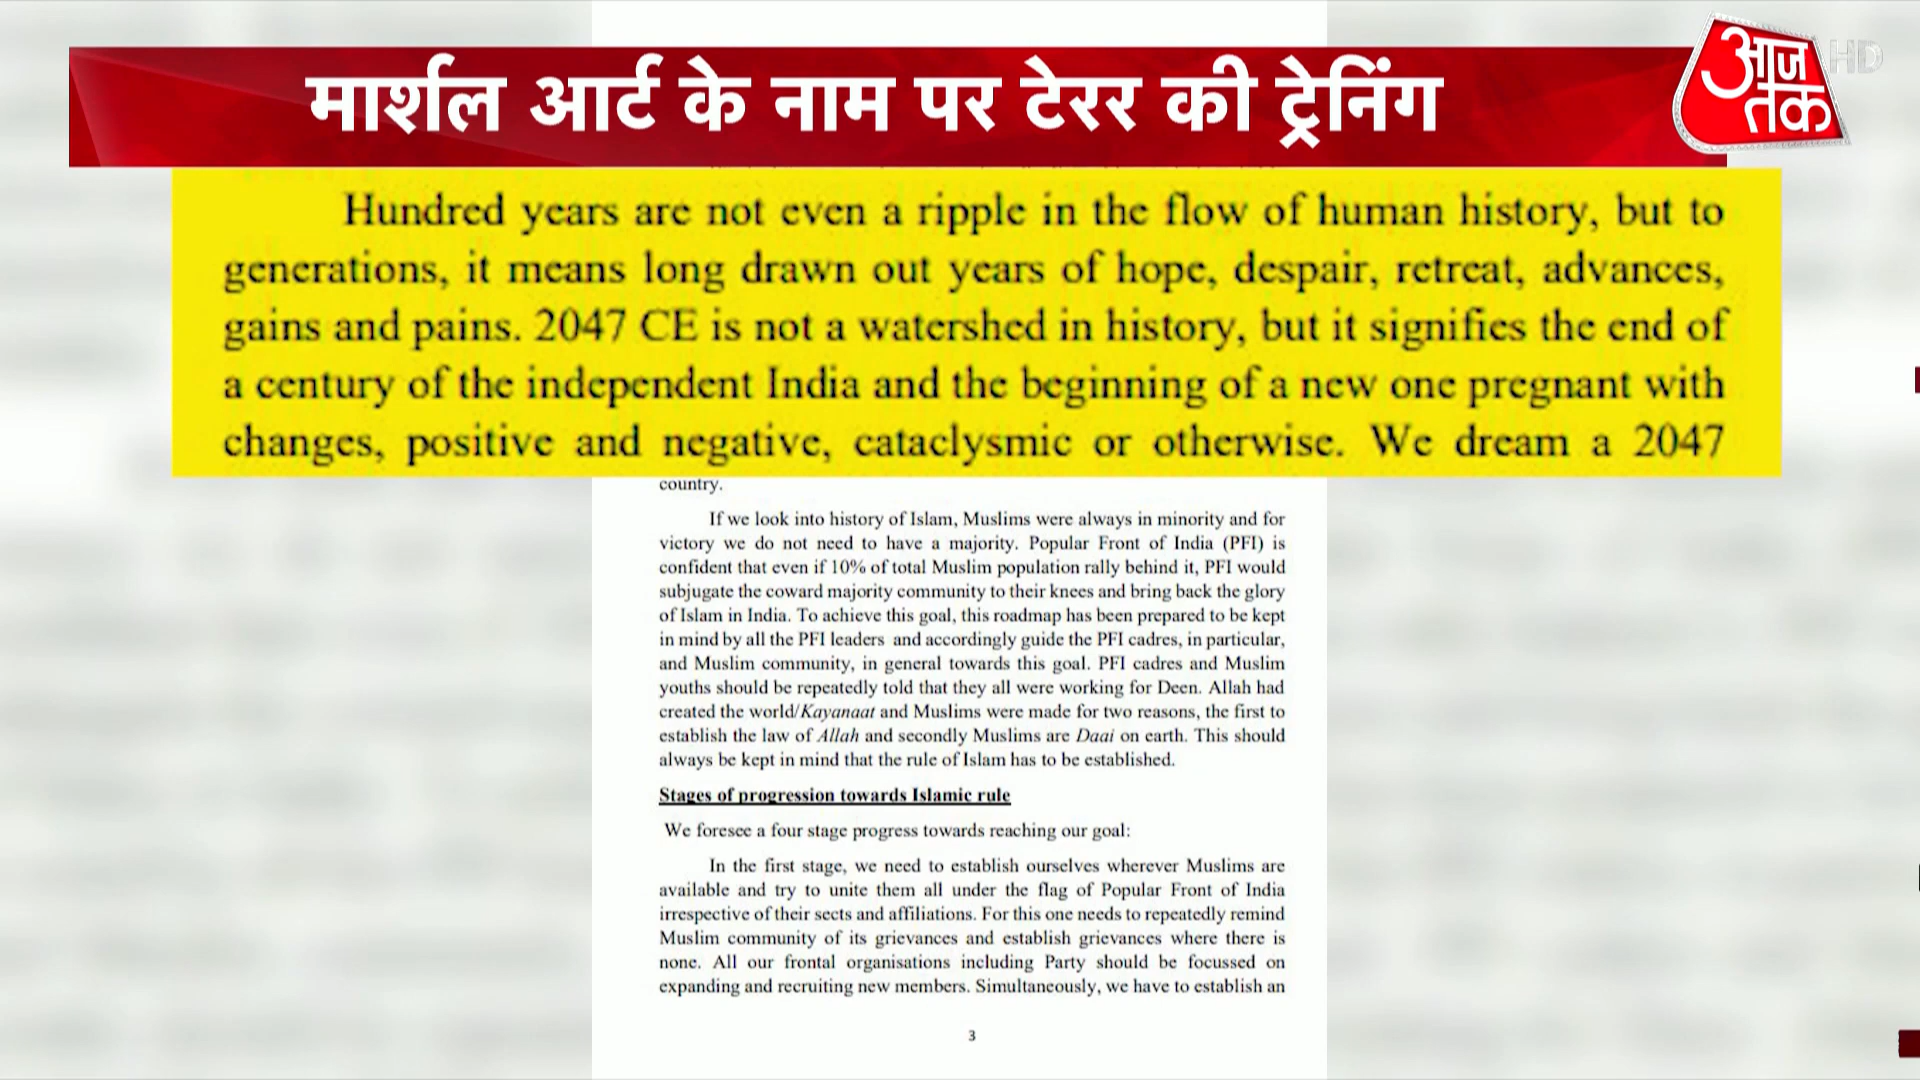 मार्शल आर्ट के नाम पर टेरर की ट्रेनिंग
आज
तक
HD
Hundred years are not even a ripple in the flow of human history, but to
generations, it means long drawn out years of hope, despair, retreat, advances,
gains and pains. 2047 CE is not a watershed in history, but it signifies the end of
a century of the independent India and the beginning of a new one pregnant with
changes, positive and negative, cataclysmic or otherwise. We dream a 2047
country.
If we look into history of Islam, Muslims were always in minority and for
victory we do not need to have a majority. Popular Front of India (PFI) is
confident that even if 10% of total Muslim population rally behind it, PFI would
subjugate the coward majority community to their knees and bring back the glory
of Islam in India. To achieve this goal, this roadmap has been prepared to be kept
in mind by all the PFI leaders and accordingly guide the PFI cadres, in particular,
and Muslim community, in general towards this goal. PFI cadres and Muslim
youths should be repeatedly told that they all were working for Deen. Allah had
created the world/Kayanaat and Muslims were made for two reasons, the first to
establish the law of Allah and secondly Muslims are Daai on earth. This should
always be kept in mind that the rule of Islam has to be established.
Stages of progression towards Islamic rule
We foresee a four stage progress towards reaching our goal:
In the first stage, we need to establish ourselves wherever Muslims are
available and try to unite them all under the flag of Popular Front of India
irrespective of their sects and affiliations. For this one needs to repeatedly remind
Muslim community of its grievances and establish grievances where there is
none. All our frontal organisations including Party should be focussed on
expanding and recruiting new members. Simultaneously, we have to establish an
3